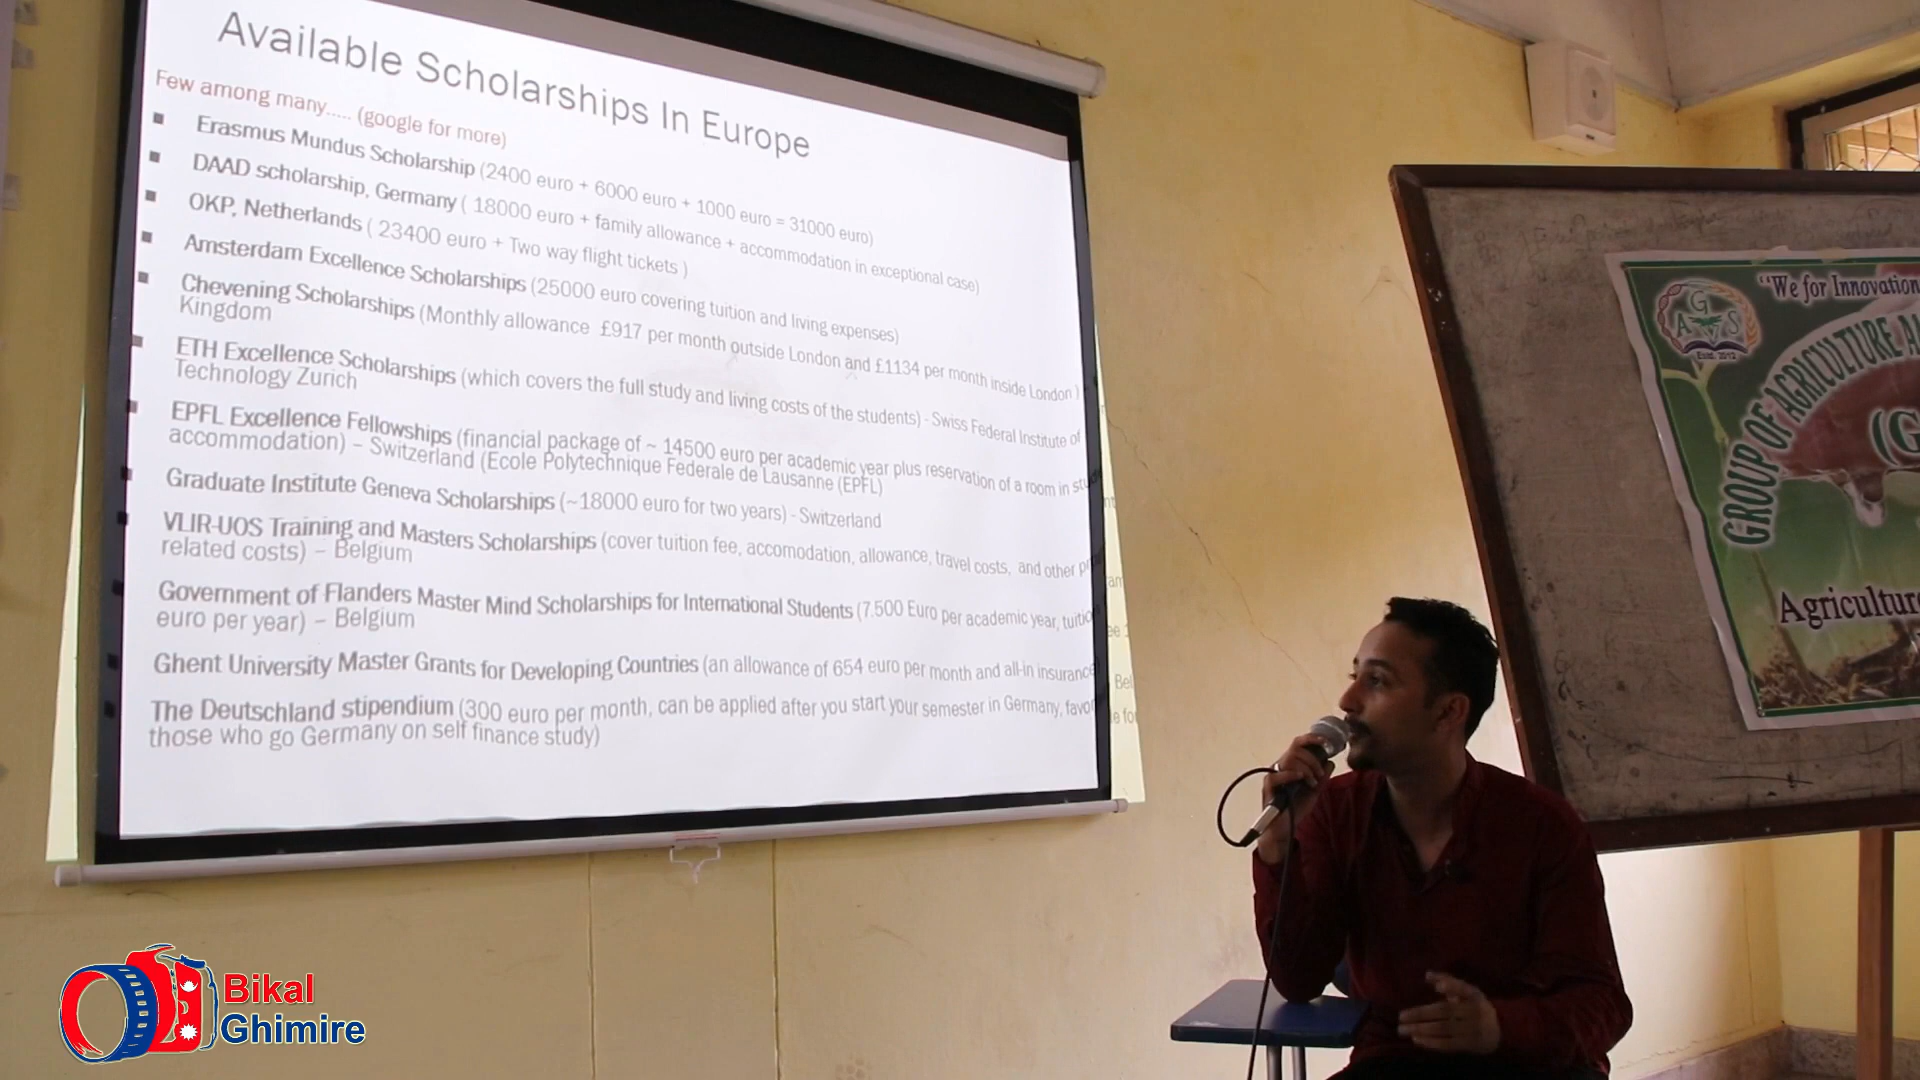 Available Scholarships In Europe
Few among many..... (google for more)
Erasmus Mundus Scholarship (2400 euro + 6000 euro + 1000 euro = 31000 euro)
DAAD scholarship, Germany ( 18000 euro + family allowance + accommodation in exceptional case)
OKP, Netherlands ( 23400 euro + Two way flight tickets )
Amsterdam Excellence Scholarships (25000 euro covering tuition and living expenses)
Chevening Scholarships (Monthly allowance £917 per month outside London and £1134 per month inside London )
Kingdom
ETH Excellence Scholarships (which covers the full study and living costs of the students) - Swiss Federal Institute of
Technology Zurich
EPFL Excellence Fellowships (financial package of ~ 14500 euro per academic year plus reservation of a room in
accommodation) – Switzerland (Ecole Polytechnique Federale de Lausanne (EPFL)
Graduate Institute Geneva Scholarships (~18000 euro for two years) - Switzerland
VLIR-UOS Training and Masters Scholarships (cover tuition fee, accomodation, allowance, travel costs, and other
related costs) – Belgium
Government of Flanders Master Mind Scholarships for International Students (7.500 Euro per academic year,
euro per year) – Belgium
Ghent University Master Grants for Developing Countries (an allowance of 654 euro per month and all-in insurance
The Deutschland stipendium (300 euro per month, can be applied after you start your semester in Germany,
those who go Germany on self finance study)
"We for Innovation
AGS
Estd. 2012
GROUP OF AGRICULTURE
(G
Agriculture
Bikal
Ghimire